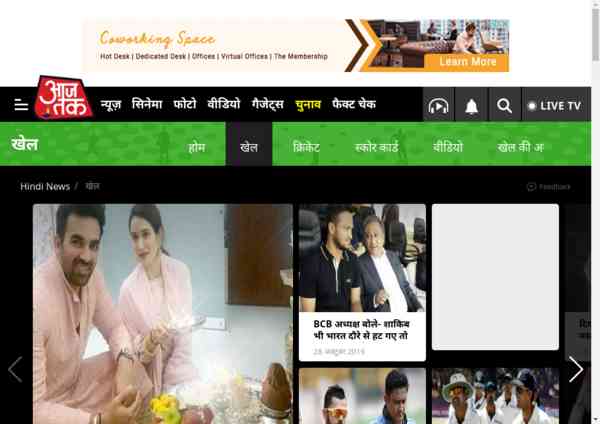 Coworking Space
Hot Desk | Dedicated Desk | Offices | Virtual Offices | The Membership
Learn More
आज तक
न्यूज़ सिनेमा फोटो वीडियो गैजेट्स चुनाव फैक्ट चेक
LIVE TV
खेल
होम खेल क्रिकेट स्कोर कार्ड वीडियो खेल की
Hindi News / खेल
Feedback
BCB अध्यक्ष बोले- शाकिब
भी भारत दौरे से हट गए तो
28 अक्टूबर 2019